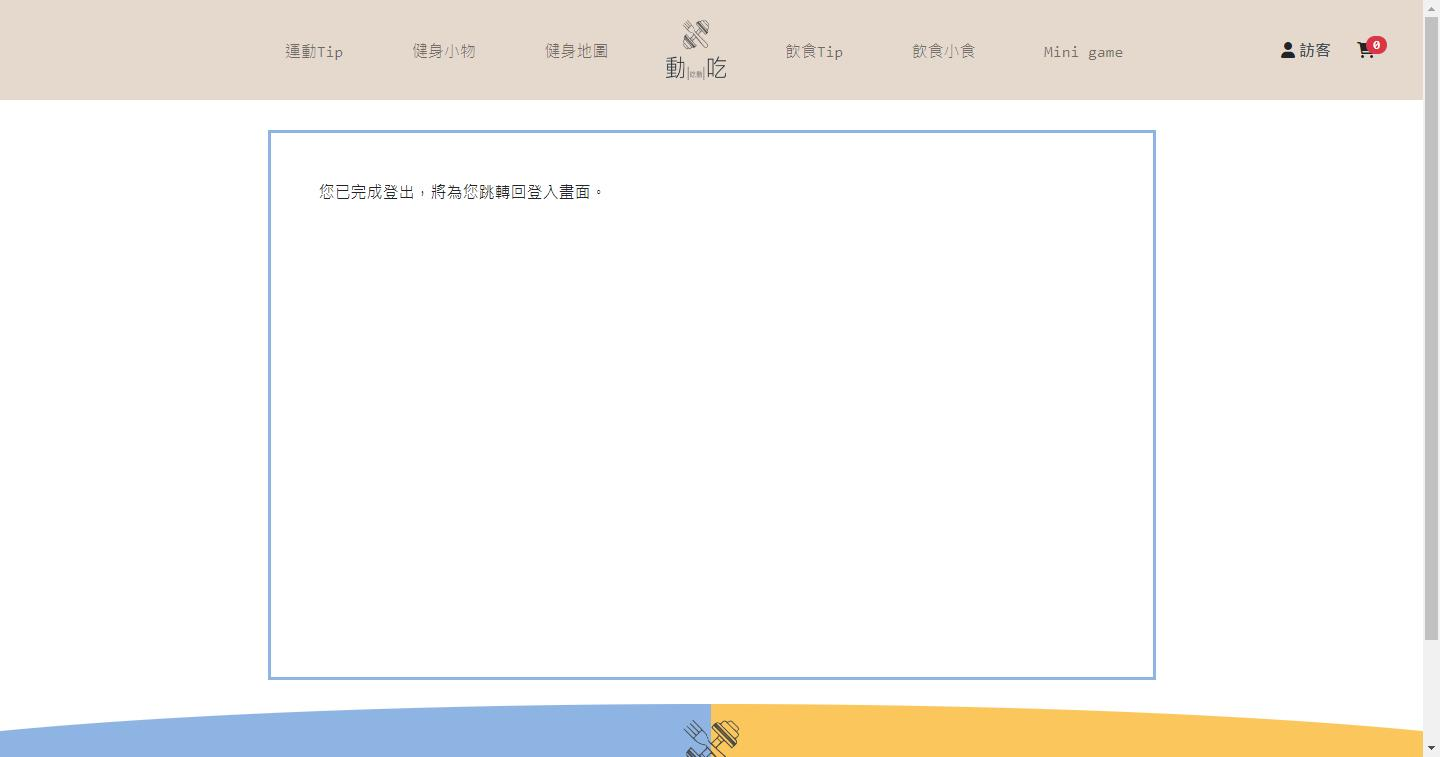 運動Tip
健身小物
健身地圖
動吃
飲食Tip
飲食小食
Mini game
訪客
0
您已完成登出，將為您跳轉回登入畫面。